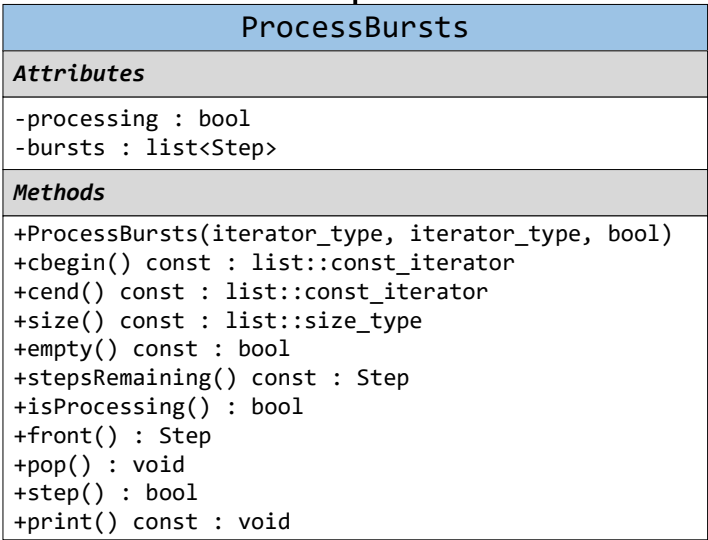 ProcessBursts
Attributes
-processing : bool
-bursts : list<Step>
Methods
+ProcessBursts(iterator_type, iterator_type, bool)
+cbegin() const : list::const_iterator
+cend() const : list::const_iterator
+size() const : list::size_type
+empty() const : bool
+stepsRemaining() const : Step
+isProcessing() : bool
+front() : Step
+pop() : void
+step() : bool
+print() const : void